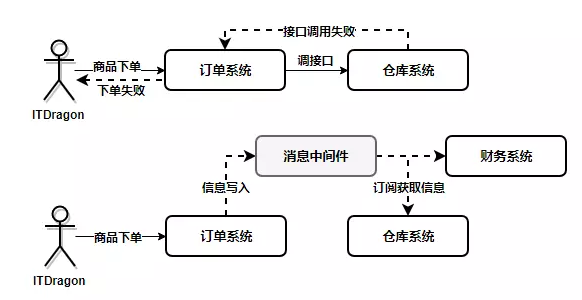 接口调用失败
商品下单
订单系统
调接口
仓库系统
下单失败
ITDragon
消息中间件
财务系统
信息写入
订阅获取信息
商品下单
订单系统
仓库系统
ITDragon